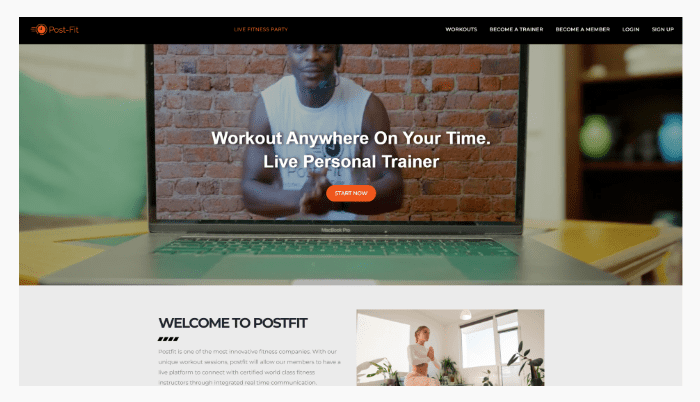 Post-Fit
LIVE FITNESS PARTY
WORKOUTS BECOME A TRAINER BECOME A MEMBER LOGIN SIGN UP
Workout Anywhere On Your Time.
Live Personal Trainer
START NOW
MacBook Pro
WELCOME TO POSTFIT
Postfit is one of the most innovative fitness companies. With our
unique workout sessions, postfit will allow our members to have a
live platform to connect with certified world class fitness
instructors through integrated real time communication.